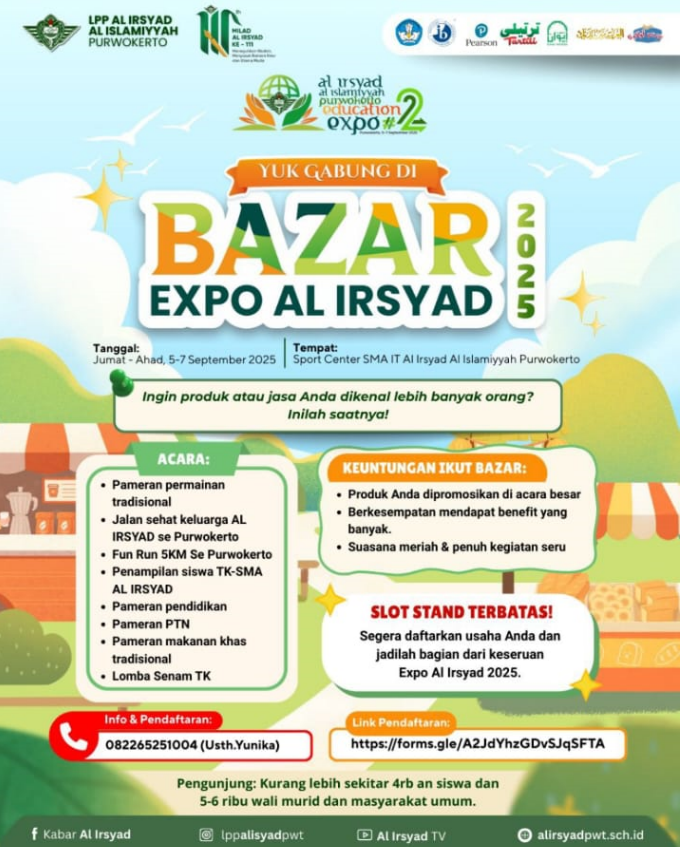 LPP AL IRSYAD
AL ISLAMIYYAH
PURWOKERTO
MILAD
AL IRSYAD
KE - 111
Pearson
ترتيلي
Tartili
al irsyad
al islamiyyah
purwokerto
education
expo #2
YUK GABUNG DI
BAZAR
EXPO AL IRSYAD
2025
Tanggal:
Jumat - Ahad, 5-7 September 2025
Tempat:
Sport Center SMA IT Al Irsyad Al Islamiyyah Purwokerto
Ingin produk atau jasa Anda dikenal lebih banyak orang?
Inilah saatnya!
ACARA:
• Pameran permainan
tradisional
• Jalan sehat keluarga AL
IRSYAD se Purwokerto
• Fun Run 5KM Se Purwokerto
• Penampilan siswa TK-SMA
AL IRSYAD
• Pameran pendidikan
• Pameran PTN
• Pameran makanan khas
tradisional
• Lomba Senam TK
KEUNTUNGAN IKUT BAZAR:
• Produk Anda dipromosikan di acara besar
• Berkesempatan mendapat benefit yang
banyak.
• Suasana meriah & penuh kegiatan seru
SLOT STAND TERBATAS!
Segera daftarkan usaha Anda dan
jadilah bagian dari keseruan
Expo Al Irsyad 2025.
Info & Pendaftaran:
082265251004 (Usth.Yunika)
Link Pendaftaran:
https://forms.gle/A2JdYhzGDvSJqSFTA
Pengunjung: Kurang lebih sekitar 4rb an siswa dan
5-6 ribu wali murid dan masyarakat umum.
Kabar Al Irsyad
lppalisyadpwt
Al Irsyad TV
alirsyadpwt.sch.id